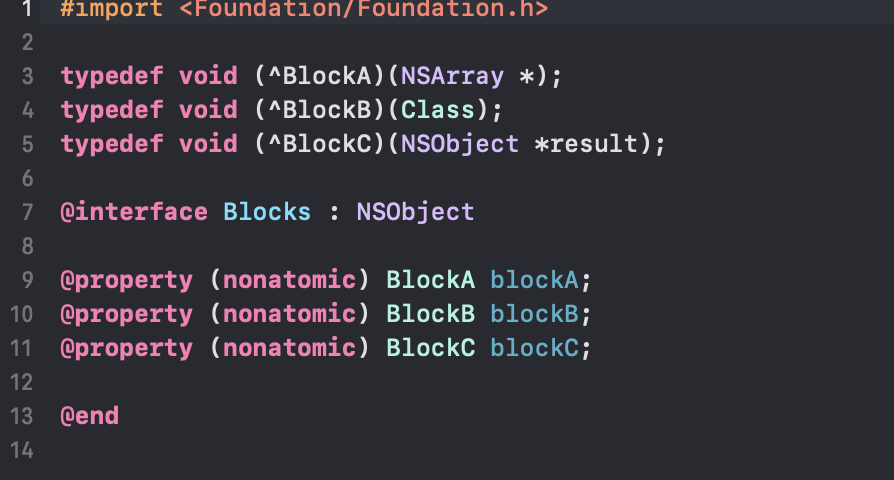 1 #import <Foundation/Foundation.h>
2
3 typedef void (^BlockA)(NSArray *);
4 typedef void (^BlockB)(Class);
5 typedef void (^BlockC)(NSObject *result);
6
7 @interface Blocks : NSObject
8
9 @property (nonatomic) BlockA blockA;
10 @property (nonatomic) BlockB blockB;
11 @property (nonatomic) BlockC blockC;
12
13 @end
14